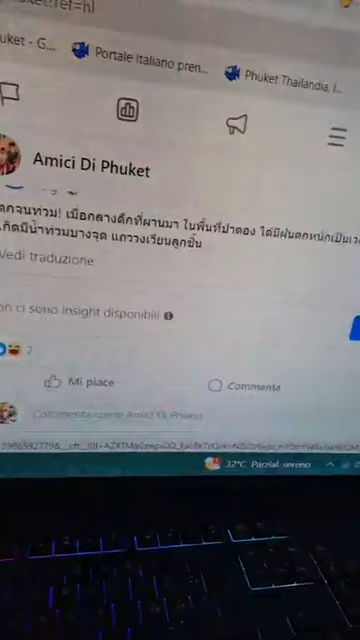 uket - G...
Portale Italiano pren...
Phuket Thailandia, I...
Amici Di Phuket
ตกจนท่วม! เมื่อกลางดึกที่ผ่านมา ในพื้นที่ป่าตอง ได้มีฝนตกหนักเป็นเว
เกิดมีน้ำท่วมบางจุด แถววงเวียนลูกขั้น
Vedi traduzione
on ci sono insight disponibili
7
Mi piace
Commenta
Commenta come Amici Di Phuket
32°C Parzial. sereno